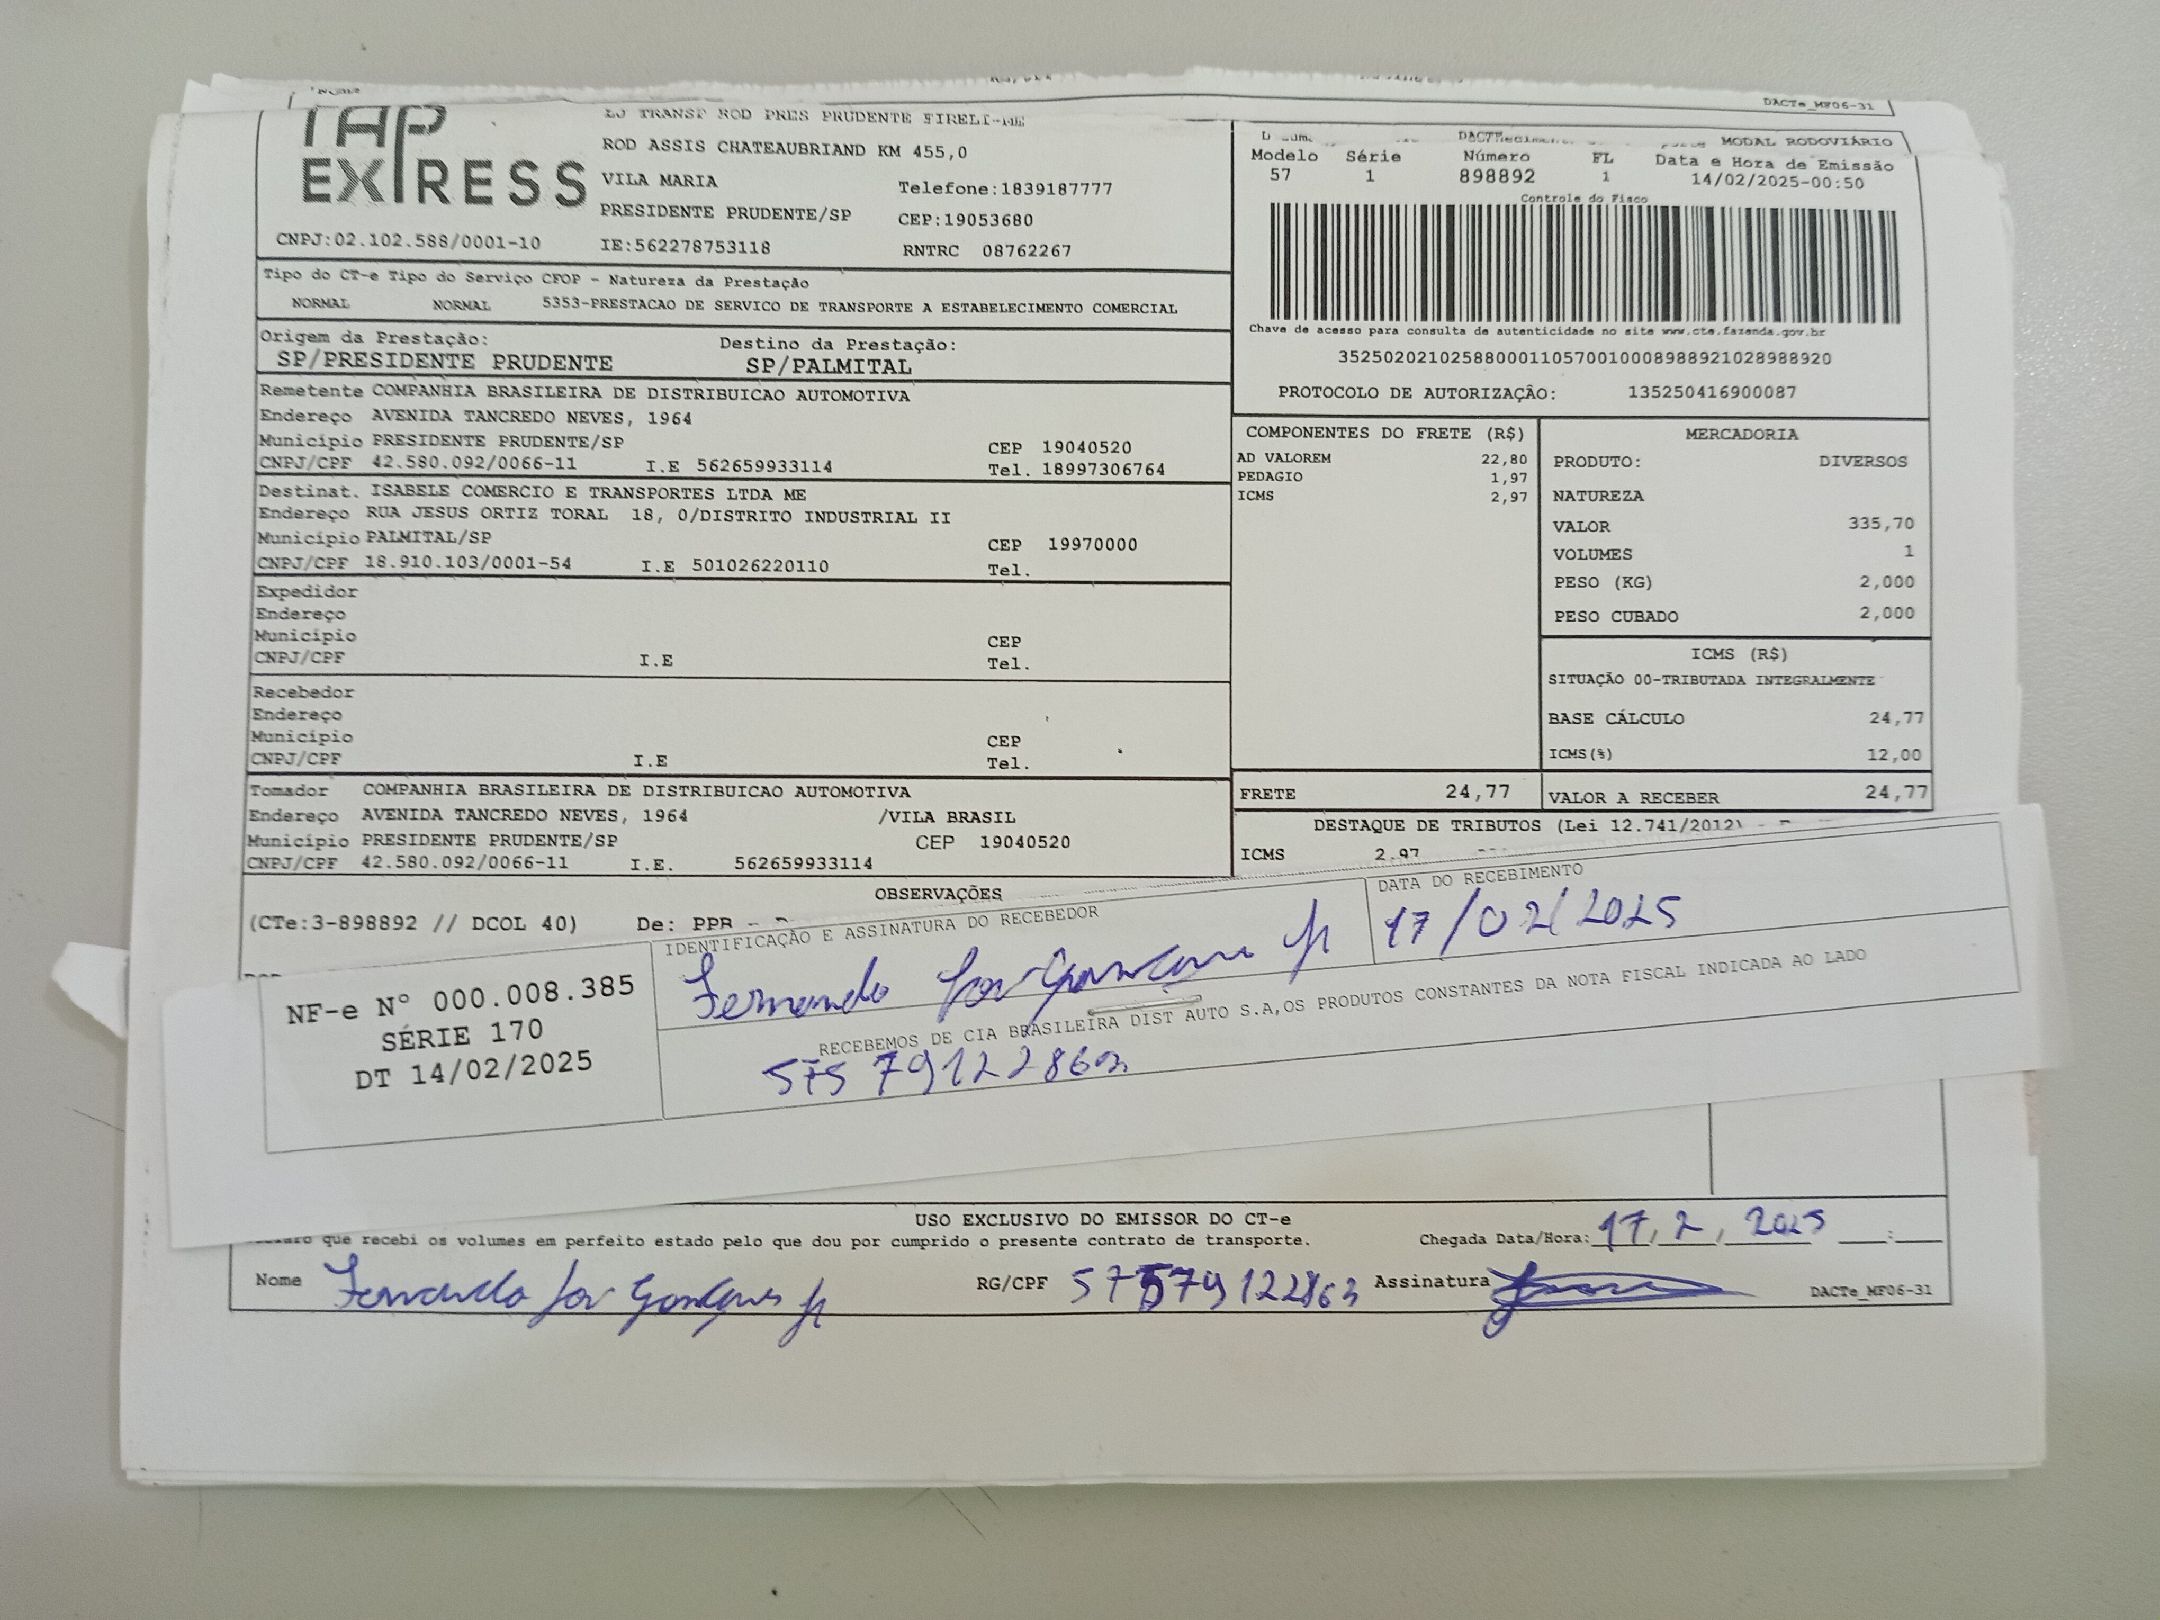 TAP
EXPRESS
CNPJ:02.102.588/0001-10
LJ TRANSP ROD PRES PRUDENTE EIRELI-ME
ROD ASSIS CHATEAUBRIAND KM 455,0
VILA MARIA
Telefone:1839187777
PRESIDENTE PRUDENTE/SP
CEP:19053680
IE:562278753118
RNTRC 08762267
DACTe_MF06-31
MODAL RODOVIÁRIO
Modelo Série Número FL Data e Hora de Emissão
57 1 898892 1 14/02/2025-00:50
Controle do Fisco
Chave de acesso para consulta de autenticidade no site www.cte.fazenda.gov.br
35250202102588000110570010008988921028988920
PROTOCOLO DE AUTORIZAÇÃO: 135250416900087
Tipo do CT-e Tipo do Serviço CFOP - Natureza da Prestação
NORMAL NORMAL 5353-PRESTACAO DE SERVICO DE TRANSPORTE A ESTABELECIMENTO COMERCIAL
Origem da Prestação: Destino da Prestação:
SP/PRESIDENTE PRUDENTE SP/PALMITAL
Remetente COMPANHIA BRASILEIRA DE DISTRIBUICAO AUTOMOTIVA
Endereço AVENIDA TANCREDO NEVES, 1964
Município PRESIDENTE PRUDENTE/SP CEP 19040520
CNPJ/CPF 42.580.092/0066-11 I.E 562659933114 Tel. 18997306764
Destinat. ISABELE COMERCIO E TRANSPORTES LTDA ME
Endereço RUA JESUS ORTIZ TORAL 18, 0/DISTRITO INDUSTRIAL II
Município PALMITAL/SP CEP 19970000
CNPJ/CPF 18.910.103/0001-54 I.E 501026220110 Tel.
Expedidor
Endereço
Município CEP
CNPJ/CPF I.E Tel.
Recebedor
Endereço
Município CEP
CNPJ/CPF I.E Tel.
Tomador COMPANHIA BRASILEIRA DE DISTRIBUICAO AUTOMOTIVA
Endereço AVENIDA TANCREDO NEVES, 1964 /VILA BRASIL
Município PRESIDENTE PRUDENTE/SP CEP 19040520
CNPJ/CPF 42.580.092/0066-11 I.E. 562659933114
COMPONENTES DO FRETE (R$)
AD VALOREM 22,80
PEDAGIO 1,97
ICMS 2,97
MERCADORIA
PRODUTO: DIVERSOS
NATUREZA
VALOR 335,70
VOLUMES 1
PESO (KG) 2,000
PESO CUBADO 2,000
ICMS (R$)
SITUAÇÃO 00-TRIBUTADA INTEGRALMENTE
BASE CÁLCULO 24,77
ICMS(%) 12,00
FRETE 24,77
VALOR A RECEBER 24,77
DESTAQUE DE TRIBUTOS (Lei 12.741/2012)
ICMS 2,97
OBSERVAÇÕES
(CTe:3-898892 // DCOL 40) De: PPR -
NF-e Nº 000.008.385
SÉRIE 170
DT 14/02/2025
IDENTIFICAÇÃO E ASSINATURA DO RECEBEDOR
Fernando Gonçalves Jr
DATA DO RECEBIMENTO
17/02/2025
RECEBEMOS DE CIA BRASILEIRA DIST AUTO S.A,OS PRODUTOS CONSTANTES DA NOTA FISCAL INDICADA AO LADO
57579122863
USO EXCLUSIVO DO EMISSOR DO CT-e
que recebi os volumes em perfeito estado pelo que dou por cumprido o presente contrato de transporte.
Chegada Data/Hora: 17, 2, 2025 :
Nome Fernando Gonçalves Jr RG/CPF 57579122863 Assinatura
DACTe_MF06-31